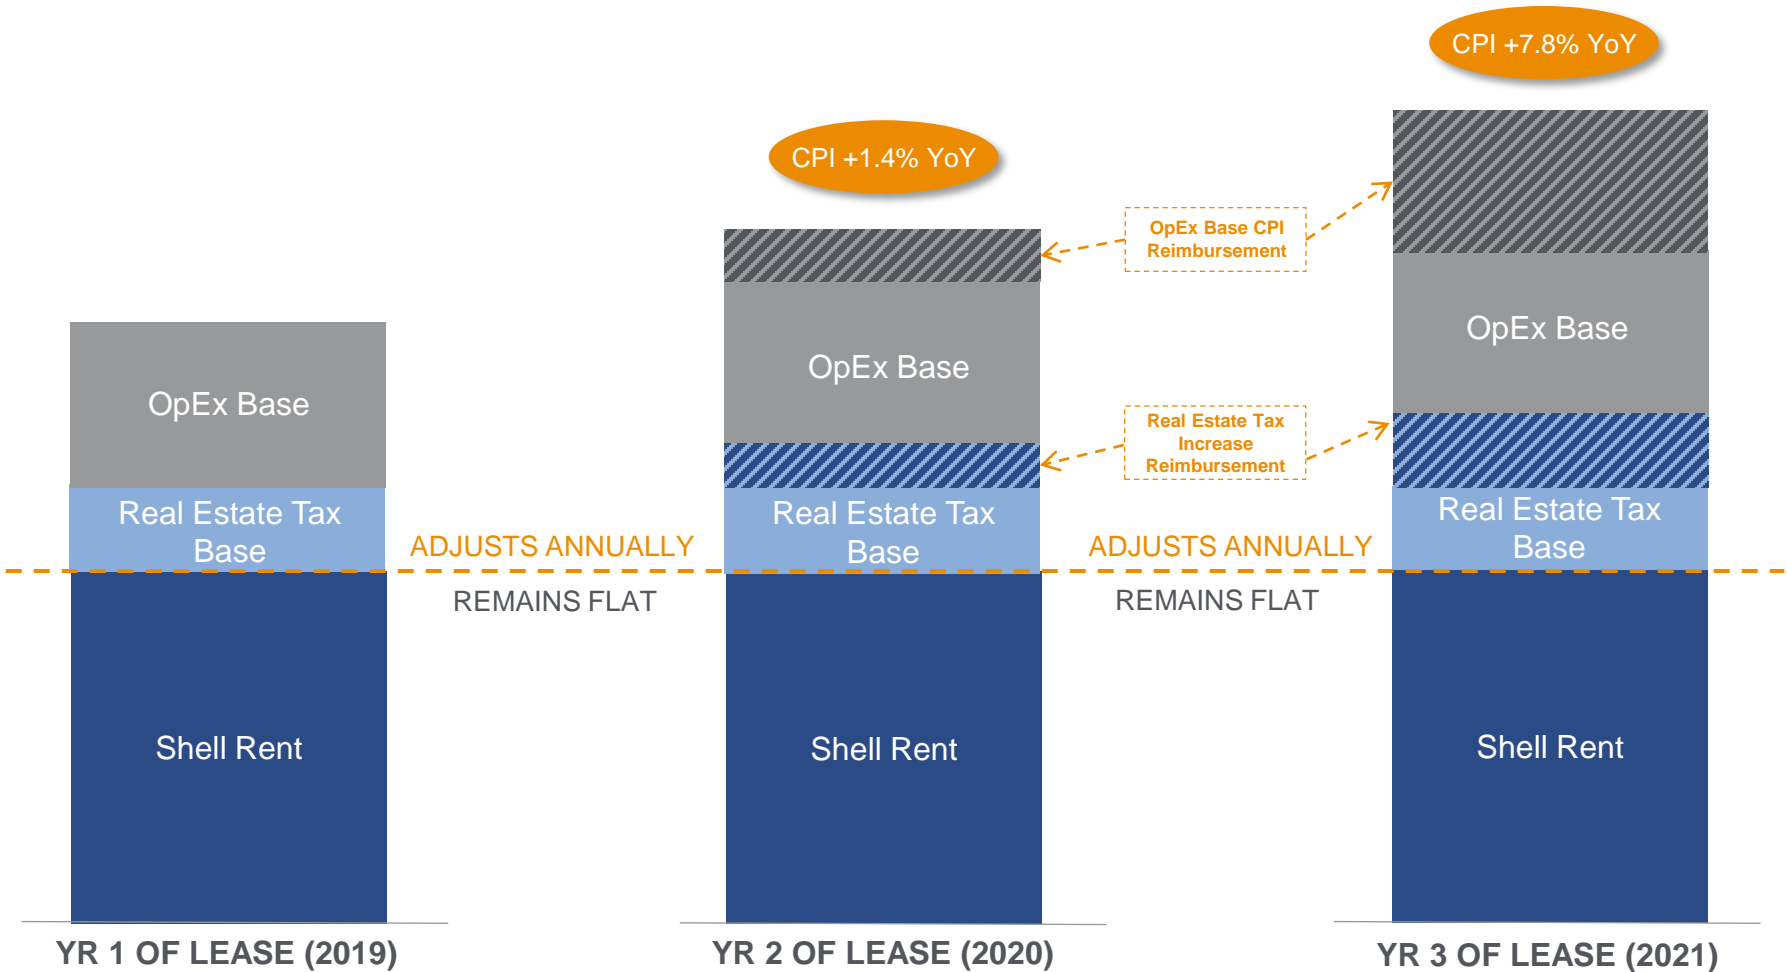 CPI +7.8% YoY
CPI +1.4% YoY
OpEx Base CPI
Reimbursement
OpEx Base
OpEx Base
OpEx Base
Real Estate Tax
Increase
Reimbursement
Real Estate Tax
Base
Real Estate Tax
Base
Real Estate Tax
Base
ADJUSTS ANNUALLY
ADJUSTS ANNUALLY
REMAINS FLAT
REMAINS FLAT
Shell Rent
Shell Rent
Shell Rent
YR 1 OF LEASE (2019)
YR 2 OF LEASE (2020)
YR 3 OF LEASE (2021)